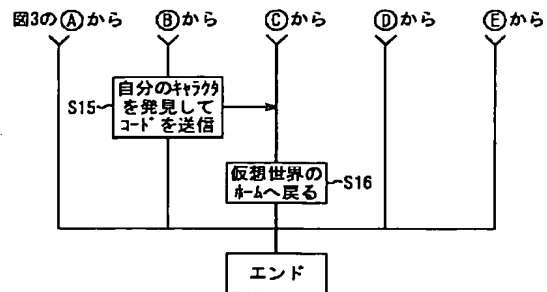 図3のⒶから Ⓑから Ⓒから Ⓓから Ⓔから
自分のキャラクタ
を発見して
コードを送信
S15
仮想世界の
ホームへ戻る
S16
エンド